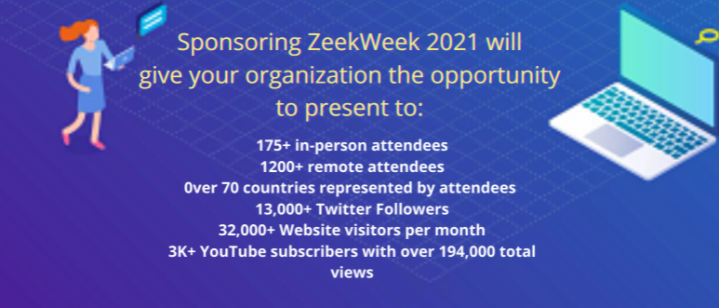 Sponsoring ZeekWeek 2021 will
give your organization the opportunity
to present to:
175+ in-person attendees
1200+ remote attendees
0ver 70 countries represented by attendees
13,000+ Twitter Followers
32,000+ Website visitors per month
3K+ YouTube subscribers with over 194,000 total
views